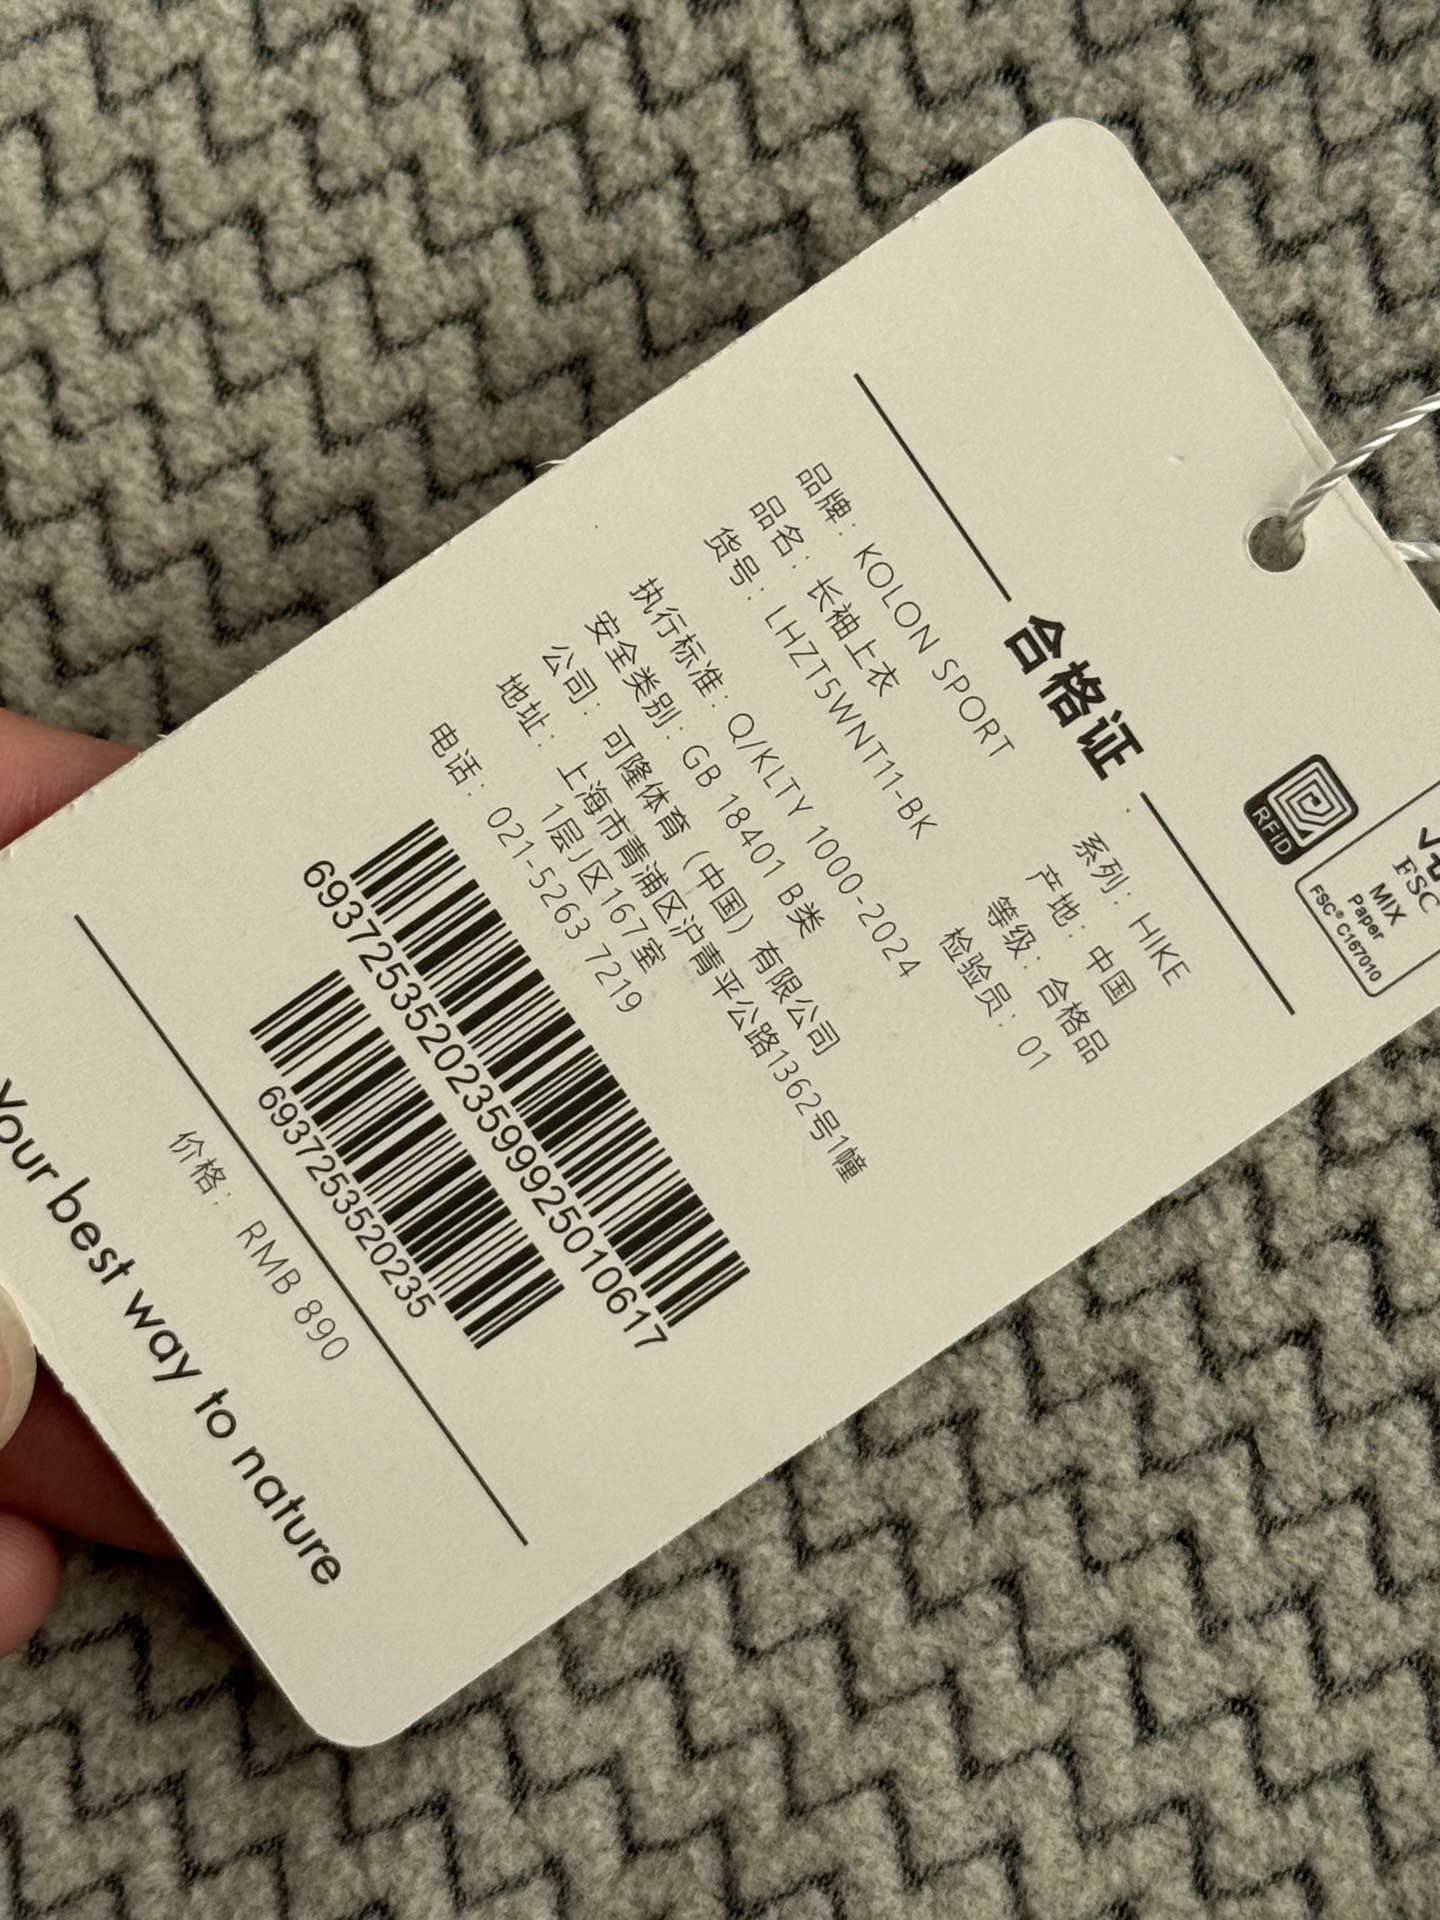 RFID
FSC
MIX
Paper
FSC® C167010
合格证
品牌：KOLON SPORT
系列：HIKE
品名：长袖上衣
产地：中国
货号：LHZT5WNT11-BK
等级：合格品
检验员：01
执行标准：Q/KLTY 1000-2024
安全类别：GB 18401 B类
公司：可隆体育（中国）有限公司
地址：上海市青浦区沪青平公路1362号1幢
1层J区167室
电话：021-5263 7219
69372535202359992501061​7
6937253520235
价格：RMB 890
Your best way to nature